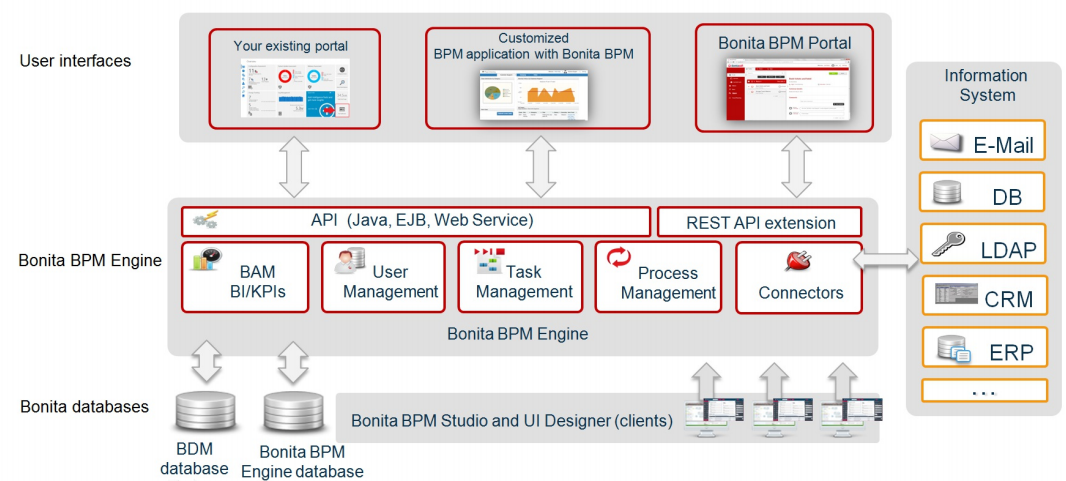 User interfaces
Your existing portal
Customized
BPM application with Bonita BPM
Bonita BPM Portal
Information
System
E-Mail
DB
LDAP
CRM
ERP
...
Bonita BPM Engine
API (Java, EJB, Web Service)
REST API extension
BAM
BI/KPIs
User
Management
Task
Management
Process
Management
Connectors
Bonita BPM Engine
Bonita databases
BDM
database
Bonita BPM
Engine database
Bonita BPM Studio and UI Designer (clients)